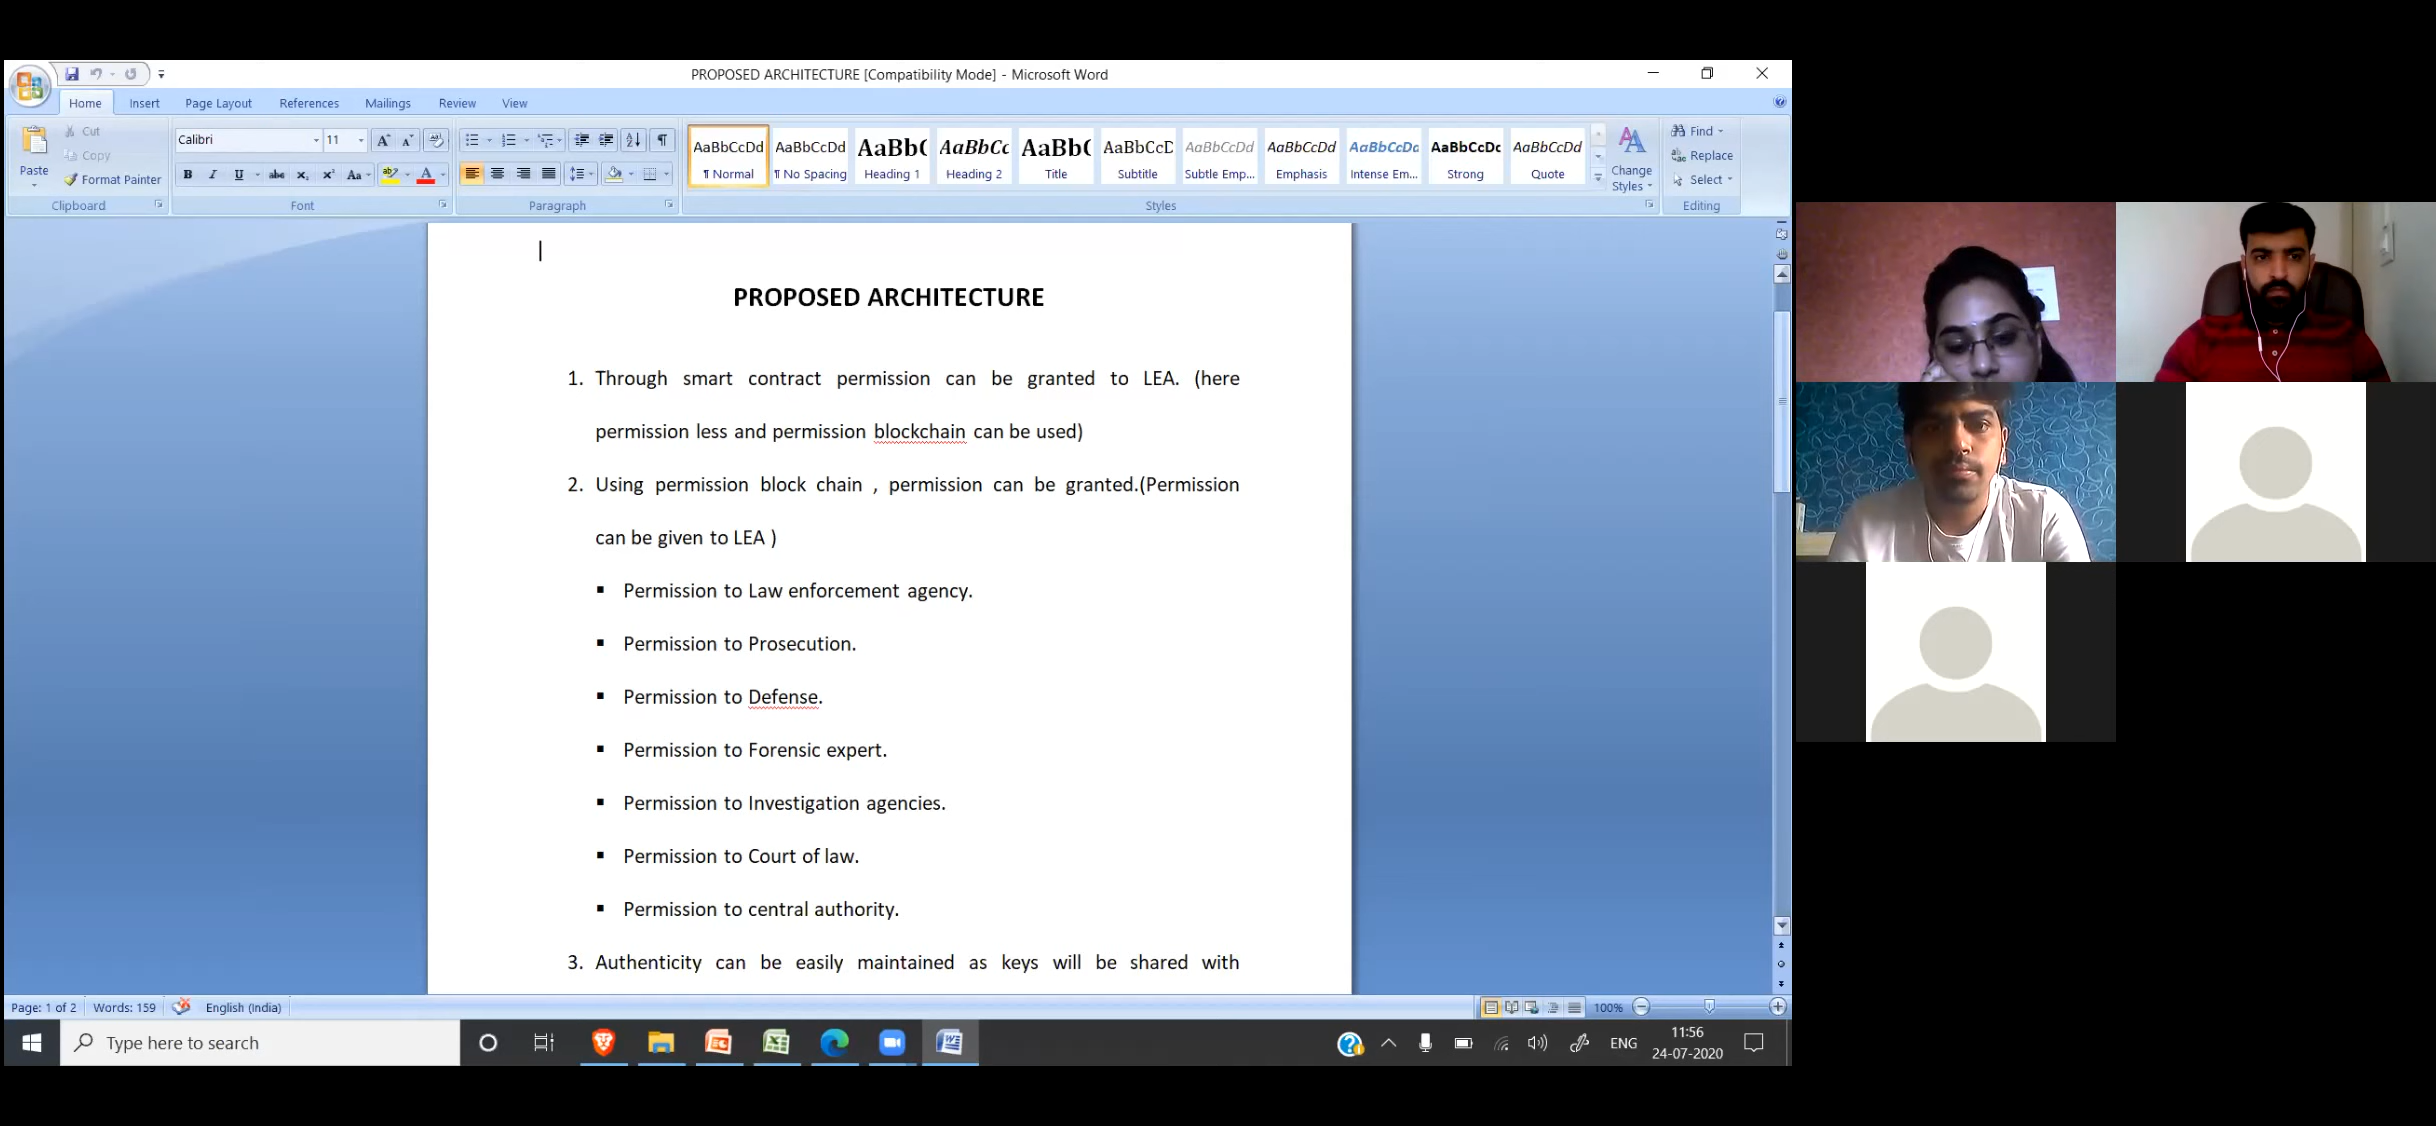 PROPOSED ARCHITECTURE [Compatibility Mode] - Microsoft Word
Home Insert Page Layout References Mailings Review View
Paste
Cut
Copy
Format Painter
Clipboard
Calibri 11
Font
Paragraph
AaBbCcDd AaBbCcDd AaBb( AaBbCc AaBb( AaBbCcD AaBbCcDd AaBbCcDd AaBbCcDd AaBbCcDc AaBbCcDd
¶ Normal ¶ No Spacing Heading 1 Heading 2 Title Subtitle Subtle Emp... Emphasis Intense Em... Strong Quote
Change
Styles
Styles
Find
Replace
Select
Editing
PROPOSED ARCHITECTURE
1. Through smart contract permission can be granted to LEA. (here
permission less and permission blockchain can be used)
2. Using permission block chain , permission can be granted.(Permission
can be given to LEA )
▪ Permission to Law enforcement agency.
▪ Permission to Prosecution.
▪ Permission to Defense.
▪ Permission to Forensic expert.
▪ Permission to Investigation agencies.
▪ Permission to Court of law.
▪ Permission to central authority.
3. Authenticity can be easily maintained as keys will be shared with
Page: 1 of 2 Words: 159 English (India) 100%
Type here to search
ENG
11:56
24-07-2020